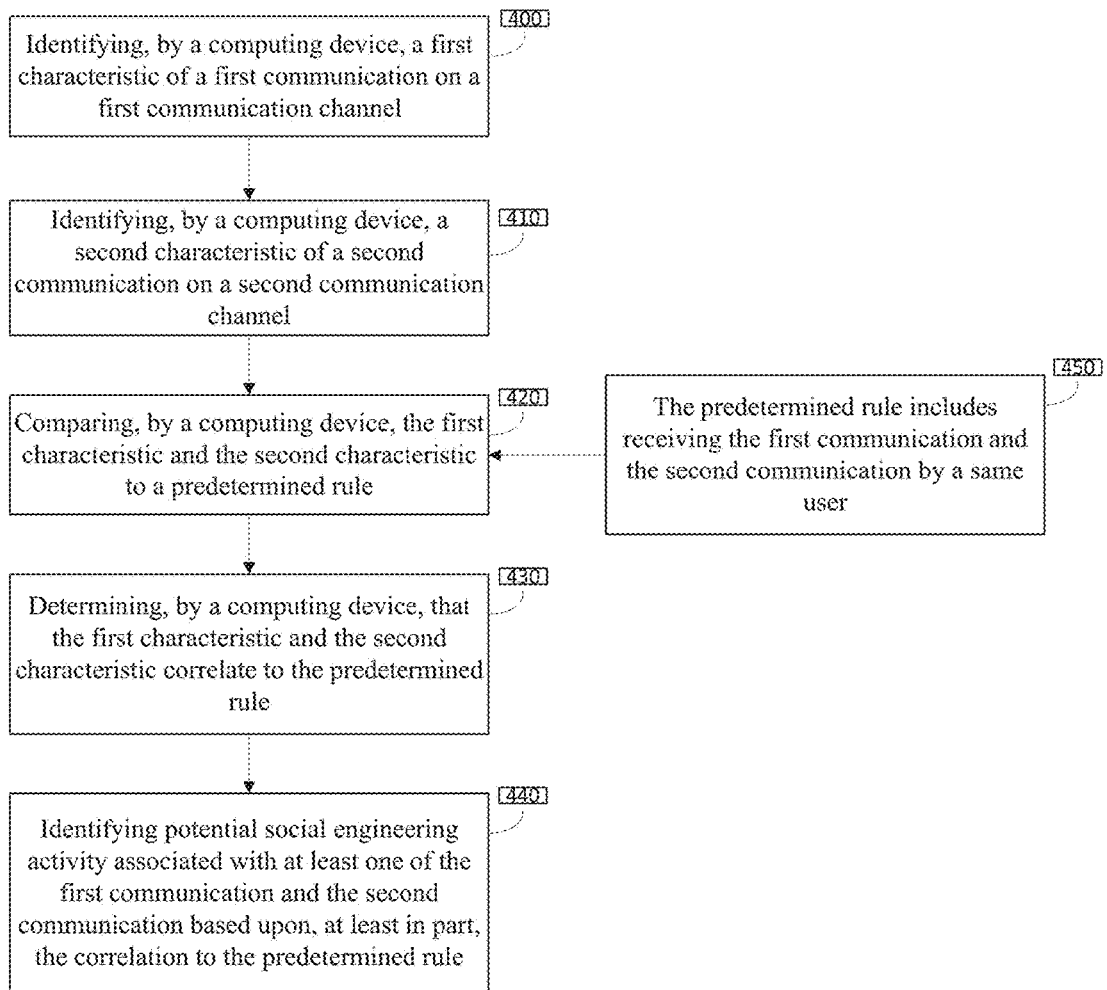 400
Identifying, by a computing device, a first
characteristic of a first communication on a
first communication channel
410
Identifying, by a computing device, a
second characteristic of a second
communication on a second communication
channel
420
Comparing, by a computing device, the first
characteristic and the second characteristic
to a predetermined rule
450
The predetermined rule includes
receiving the first communication and
the second communication by a same
user
430
Determining, by a computing device, that
the first characteristic and the second
characteristic correlate to the predetermined
rule
440
Identifying potential social engineering
activity associated with at least one of the
first communication and the second
communication based upon, at least in part,
the correlation to the predetermined rule